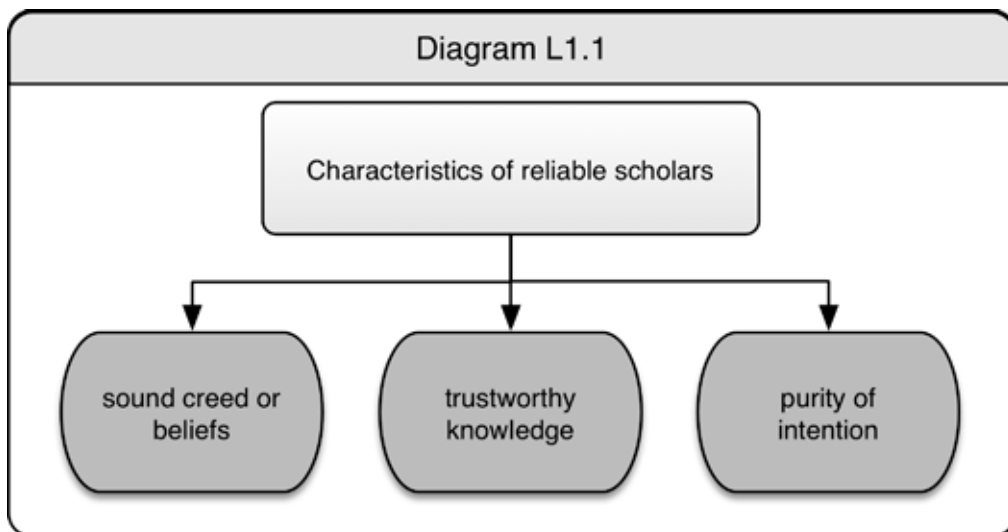 Diagram L1.1
Characteristics of reliable scholars
sound creed or
beliefs
trustworthy
knowledge
purity of
intention